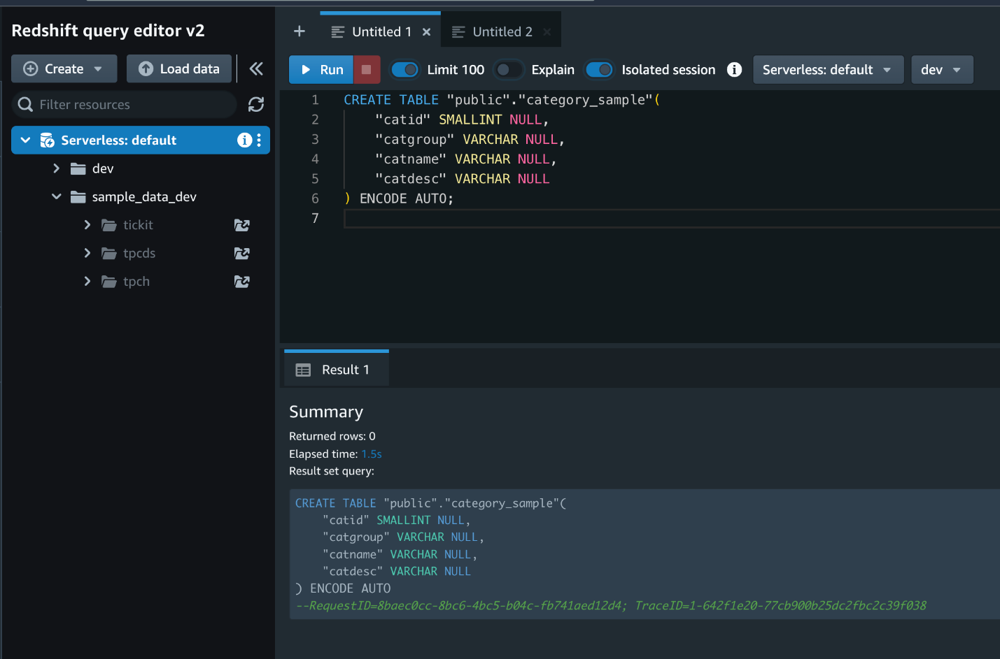 Redshift query editor v2
Create
Load data
Filter resources
Serverless: default
dev
sample_data_dev
tickit
tpcds
tpch
Untitled 1
Untitled 2
Run
Limit 100
Explain
Isolated session
Serverless: default
dev
1 CREATE TABLE "public"."category_sample"(
2 "catid" SMALLINT NULL,
3 "catgroup" VARCHAR NULL,
4 "catname" VARCHAR NULL,
5 "catdesc" VARCHAR NULL
6 ) ENCODE AUTO;
7
Result 1
Summary
Returned rows: 0
Elapsed time: 1.5s
Result set query:
CREATE TABLE "public"."category_sample"(
"catid" SMALLINT NULL,
"catgroup" VARCHAR NULL,
"catname" VARCHAR NULL,
"catdesc" VARCHAR NULL
) ENCODE AUTO
--RequestID=8baec0cc-8bc6-4bc5-b04c-fb741aed12d4; TraceID=1-642f1e20-77cb900b25dc2fbc2c39f038